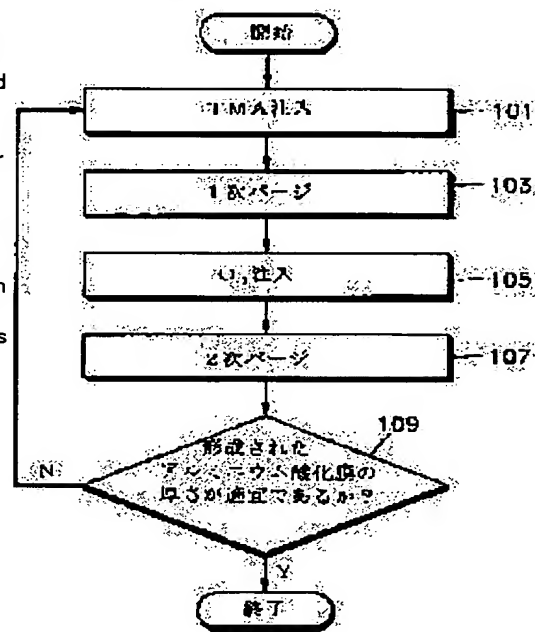 開始
d
TMA注入
101
1次パージ
103
O3注入
105
n
s
2次パージ
107
109
形成された
アルミニウム酸化膜の
厚さが適宜であるか?
N
Y
終了